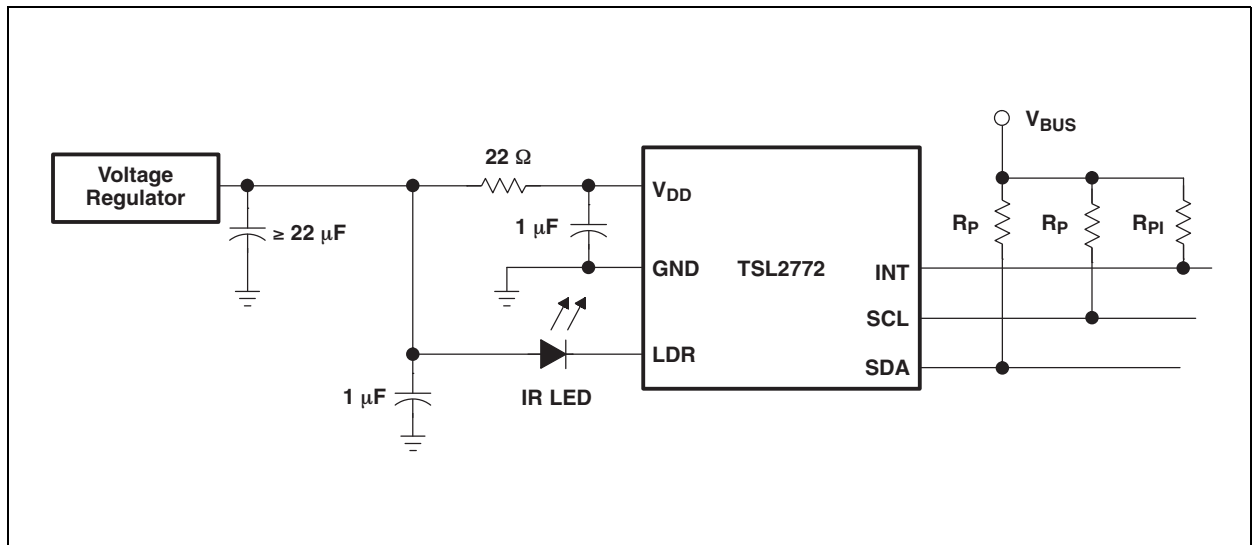 Voltage
Regulator
≥ 22 μF
22 Ω
1 μF
1 μF
IR LED
V_DD
GND
LDR
TSL2772
INT
SCL
SDA
V_BUS
R_P
R_P
R_PI